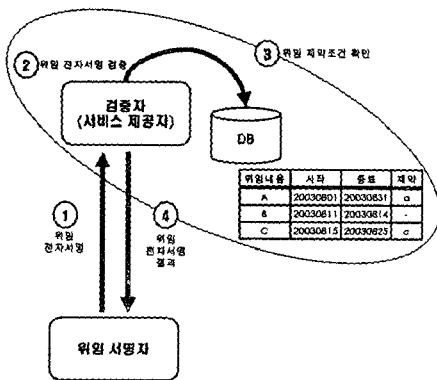 ② 위임 전자서명 검증
③ 위임 제약조건 확인
검증자
(서비스 제공자)
DB
위임내용 시작 종료 제약
A 20030801 20030831 a
B 20030811 20030814 -
C 20030815 20030825 c
①
위임
전자서명
④
위임
전자서명
결과
위임 서명자